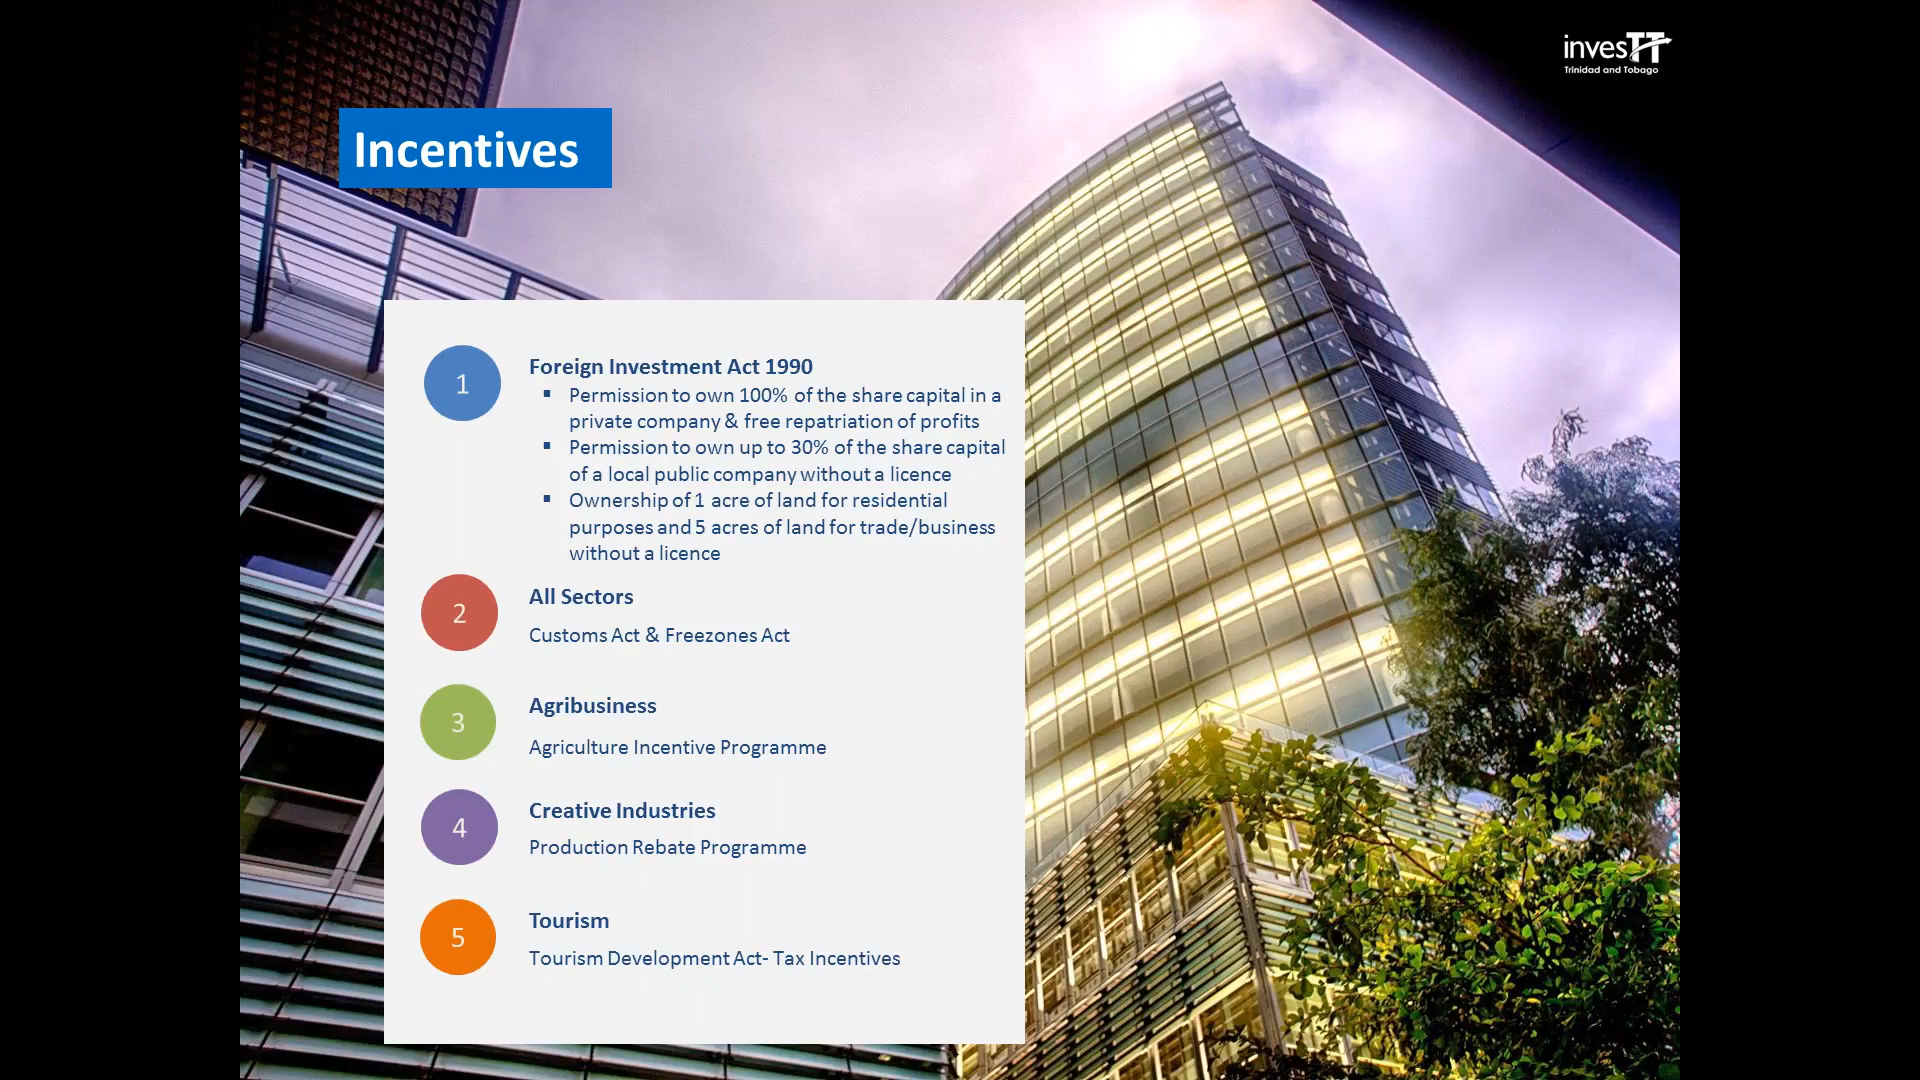 invesTT
Trinidad and Tobago
Incentives
1
Foreign Investment Act 1990
▪ Permission to own 100% of the share capital in a
private company & free repatriation of profits
▪ Permission to own up to 30% of the share capital
of a local public company without a licence
▪ Ownership of 1 acre of land for residential
purposes and 5 acres of land for trade/business
without a licence
2
All Sectors
Customs Act & Freezones Act
3
Agribusiness
Agriculture Incentive Programme
4
Creative Industries
Production Rebate Programme
5
Tourism
Tourism Development Act- Tax Incentives